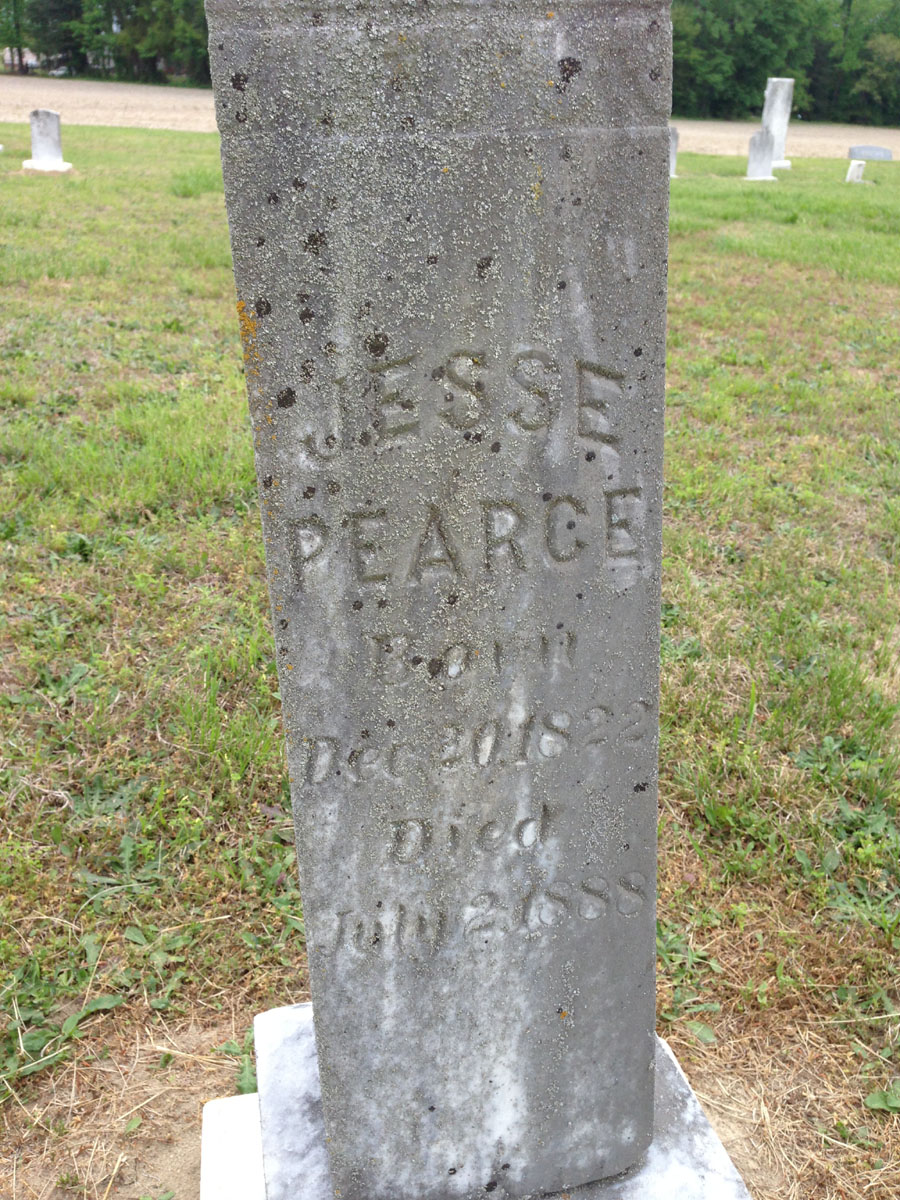 JESSE
PEARCE
Born
Dec. 20, 1822
Died
July 2, 1888